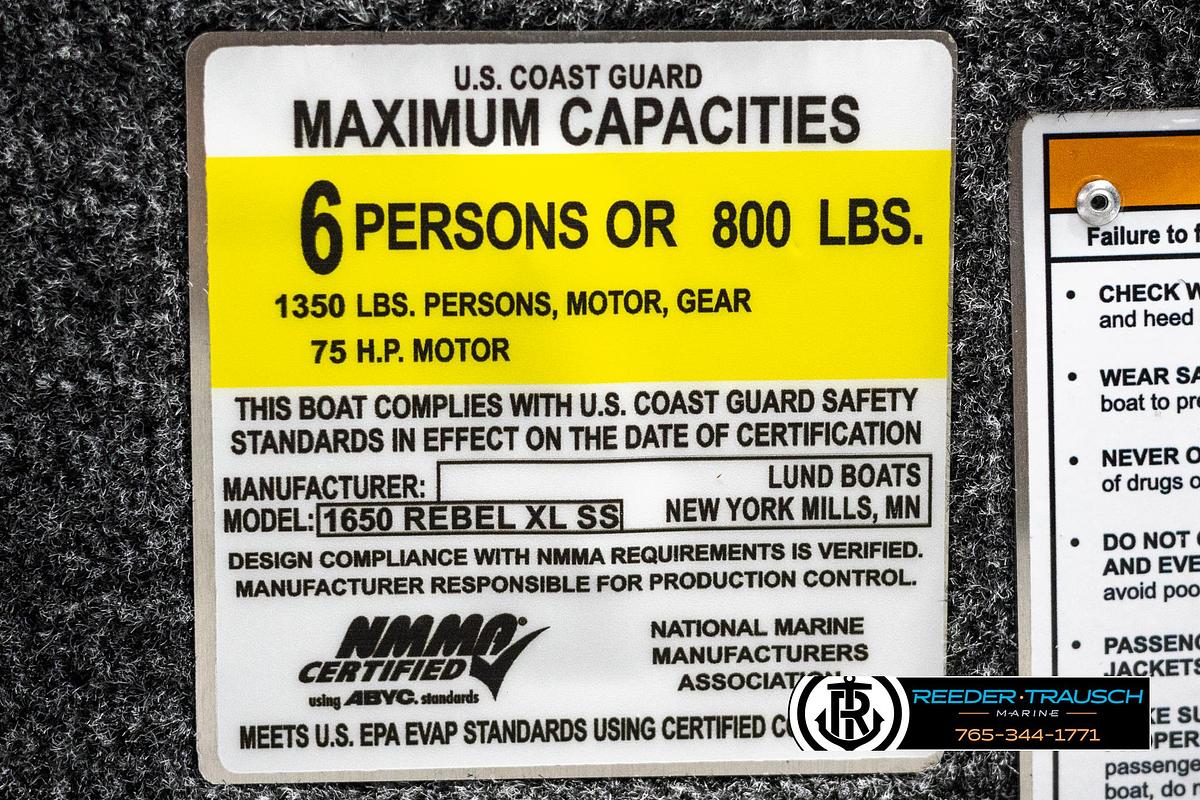 U.S. COAST GUARD
MAXIMUM CAPACITIES
6 PERSONS OR 800 LBS.
1350 LBS. PERSONS, MOTOR, GEAR
75 H.P. MOTOR
THIS BOAT COMPLIES WITH U.S. COAST GUARD SAFETY
STANDARDS IN EFFECT ON THE DATE OF CERTIFICATION
MANUFACTURER: LUND BOATS
MODEL: 1650 REBEL XL SS NEW YORK MILLS, MN
DESIGN COMPLIANCE WITH NMMA REQUIREMENTS IS VERIFIED.
MANUFACTURER RESPONSIBLE FOR PRODUCTION CONTROL.
NMMA®
CERTIFIED
using ABYC. standards
NATIONAL MARINE
MANUFACTURERS
ASSOCIATION
MEETS U.S. EPA EVAP STANDARDS USING CERTIFIED
Failure to
• CHECK
and heed
• WEAR
boat to
• NEVER
of drugs
• DO NOT
AND
avoid
•
JACKETS
boat, do
TR
REEDER·TRAUSCH
MARINE
765-344-1771